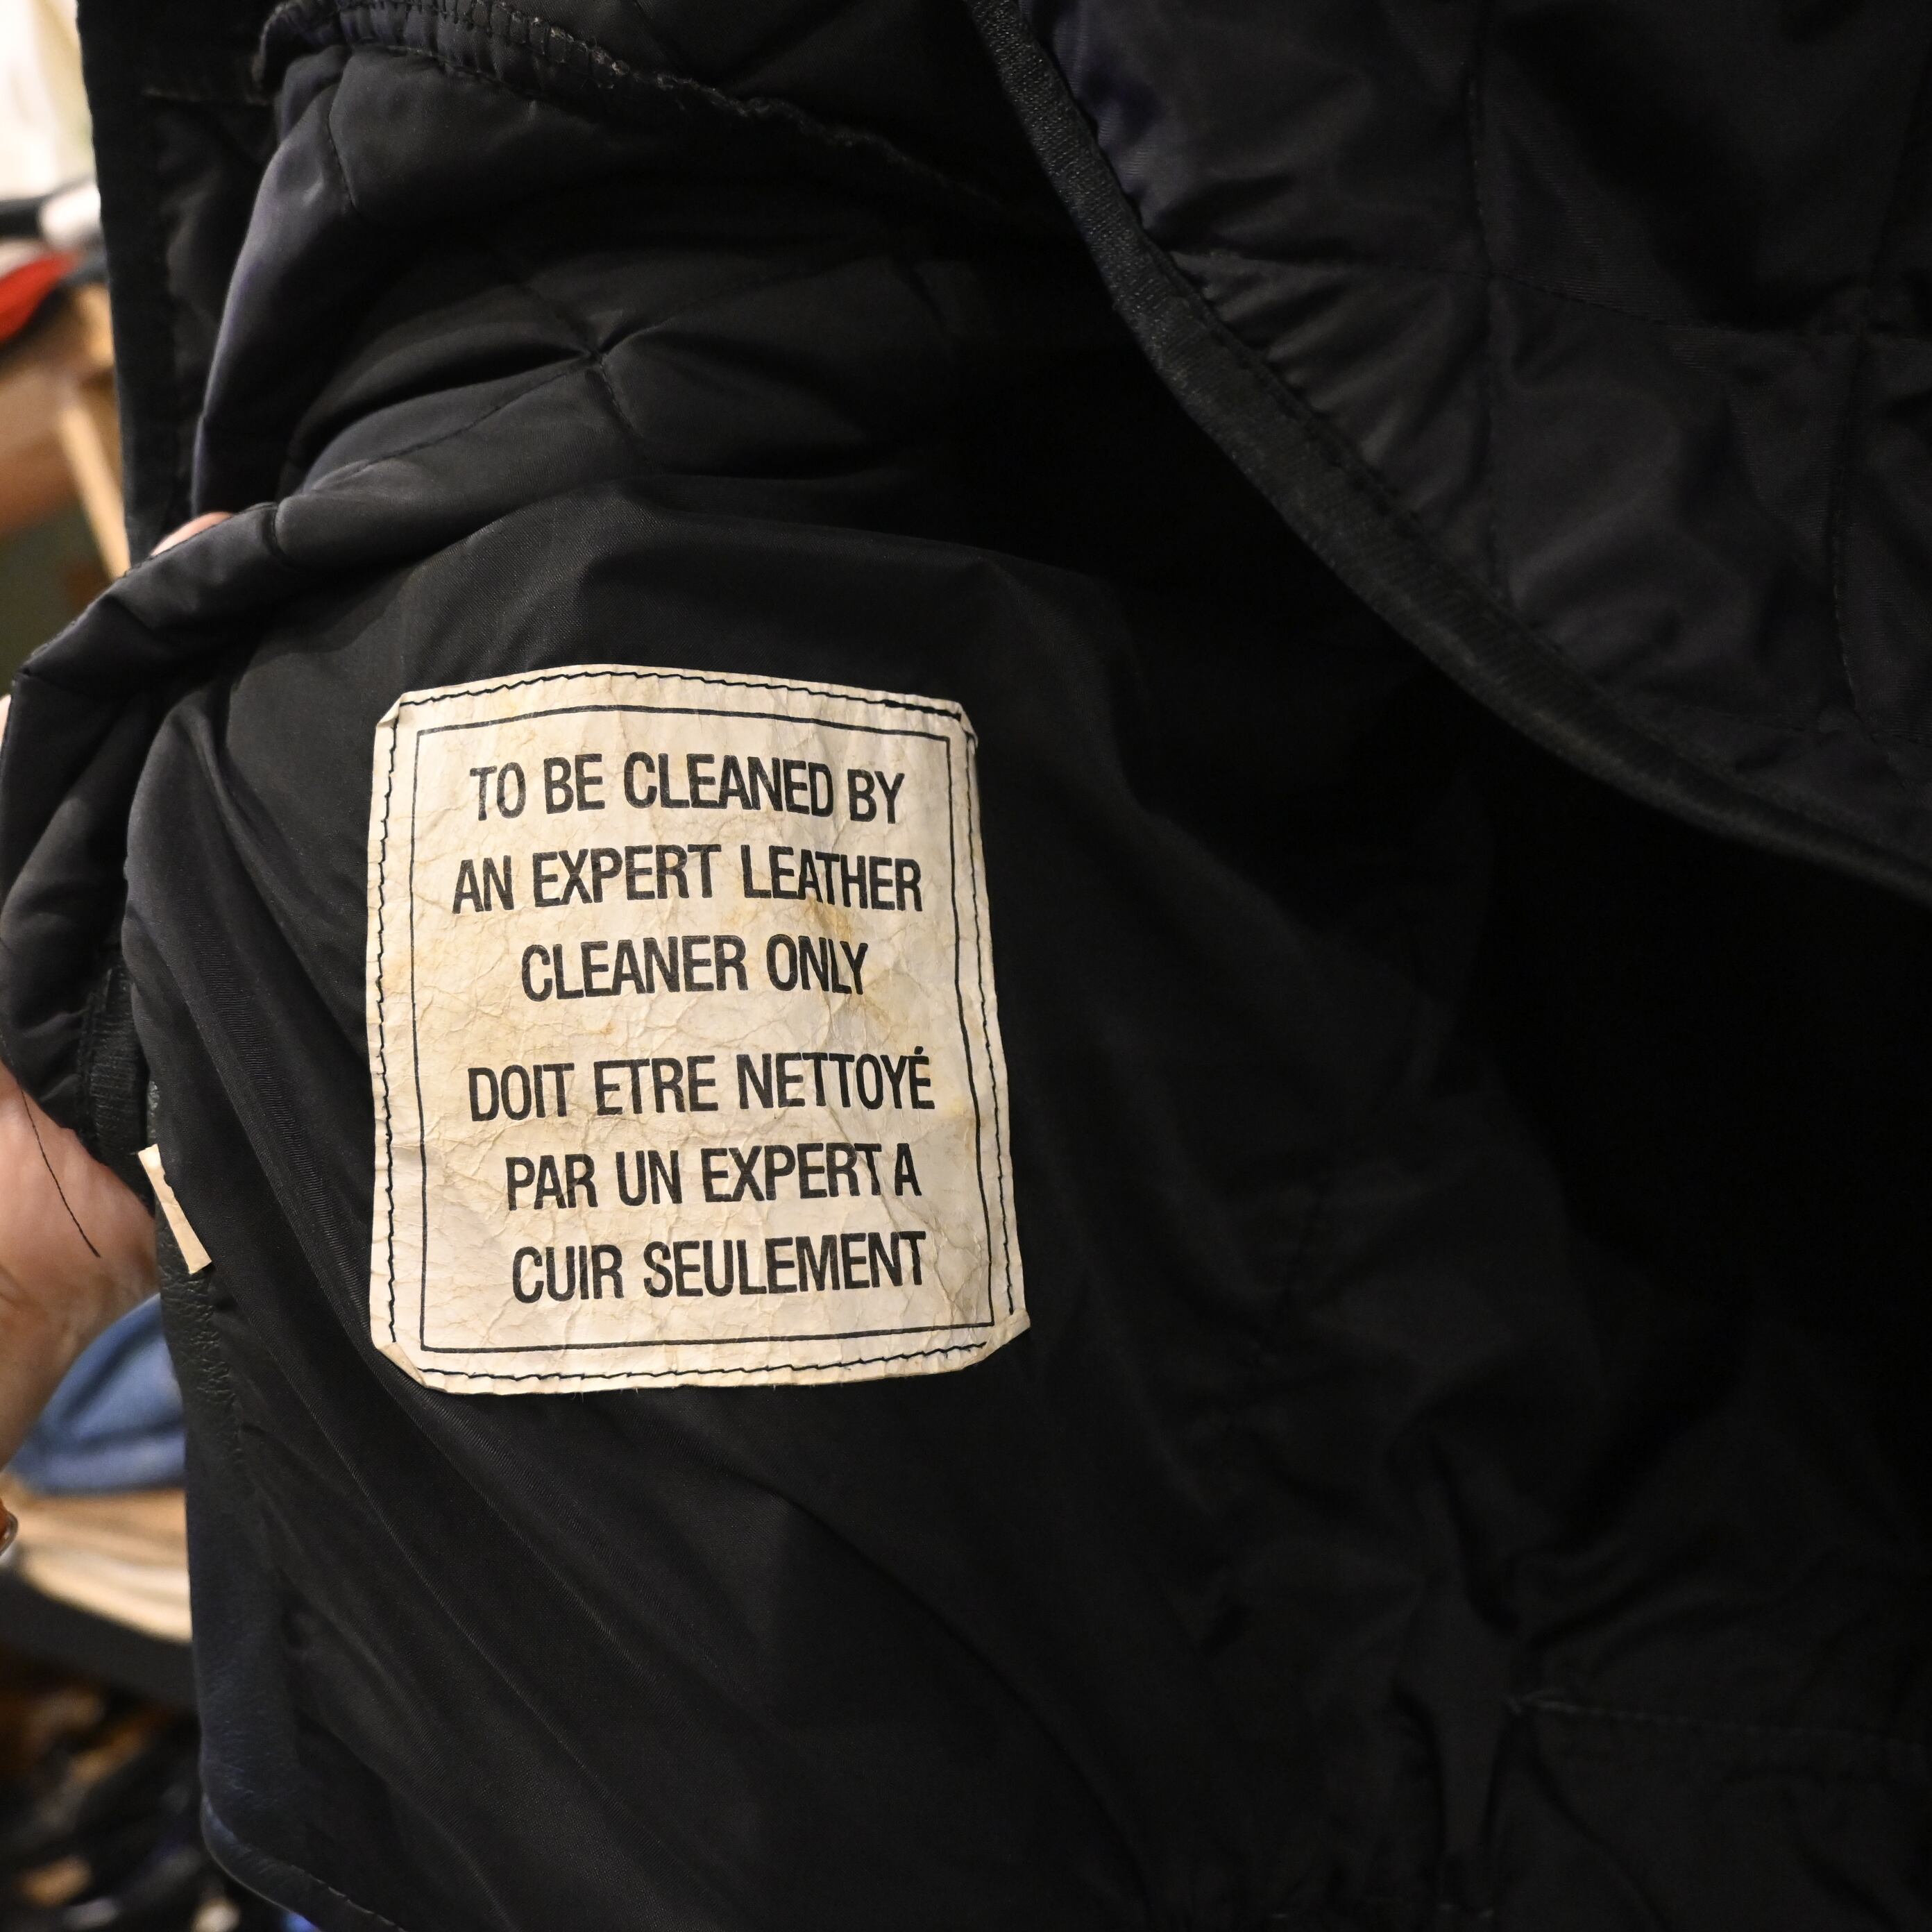 TO BE CLEANED BY
AN EXPERT LEATHER
CLEANER ONLY
DOIT ETRE NETTOYÉ
PAR UN EXPERT A
CUIR SEULEMENT